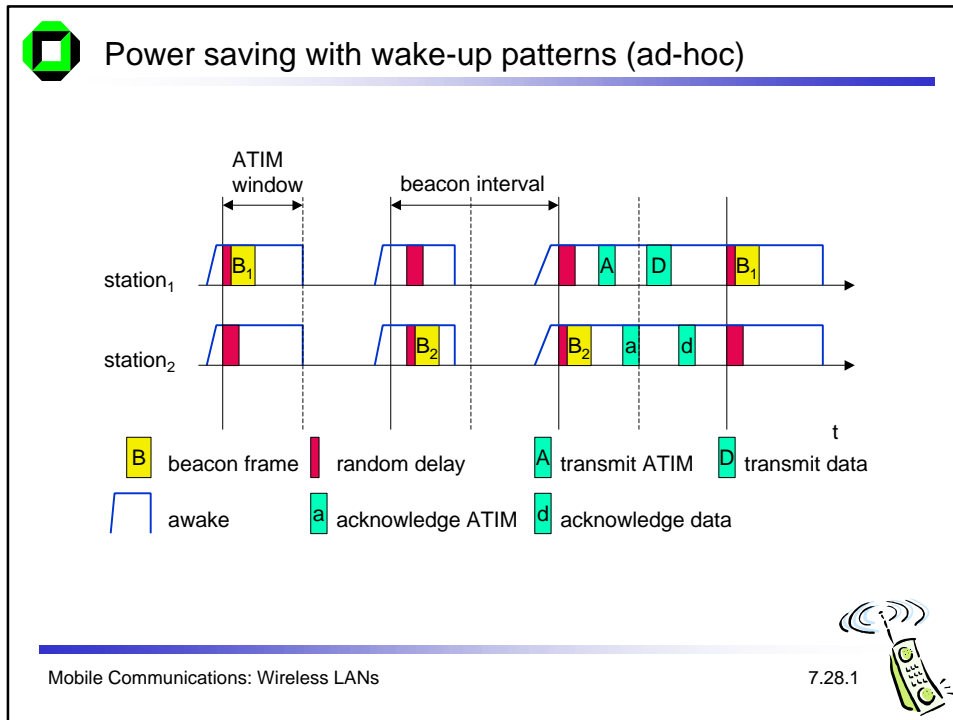 Power saving with wake-up patterns (ad-hoc)
ATIM
window
beacon interval
station1
B1
A
D
B1
station2
B2
B2
a
d
t
B beacon frame
random delay
A transmit ATIM
D transmit data
awake
a acknowledge ATIM
d acknowledge data
Mobile Communications: Wireless LANs
7.28.1